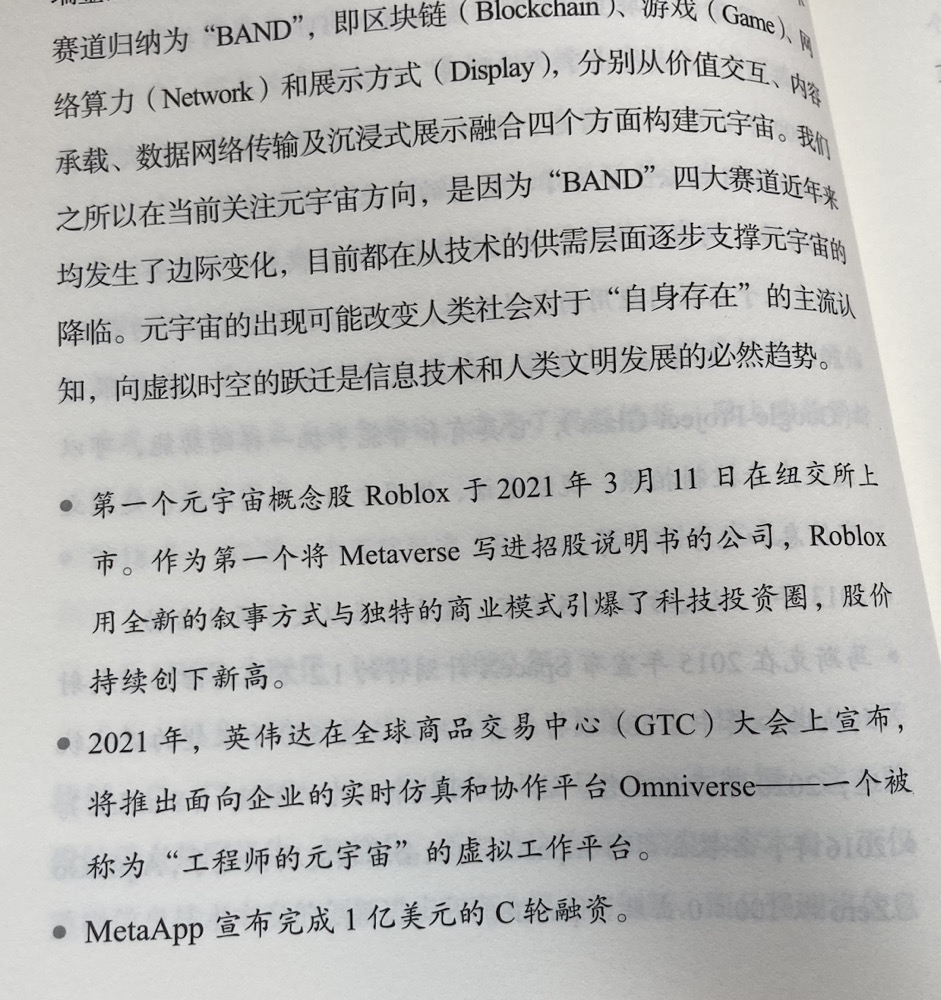 赛道归纳为“BAND”，即区块链（Blockchain）、游戏（Game）、网
络算力（Network）和展示方式（Display），分别从价值交互、内容
承载、数据网络传输及沉浸式展示融合四个方面构建元宇宙。我们
之所以在当前关注元宇宙方向，是因为“BAND”四大赛道近年来
均发生了边际变化，目前都在从技术的供需层面逐步支撑元宇宙的
降临。元宇宙的出现可能改变人类社会对于“自身存在”的主流认
知，向虚拟时空的跃迁是信息技术和人类文明发展的必然趋势。
● 第一个元宇宙概念股 Roblox 于 2021 年 3 月 11 日在纽交所上
市。作为第一个将 Metaverse 写进招股说明书的公司，Roblox
用全新的叙事方式与独特的商业模式引爆了科技投资圈，股价
持续创下新高。
● 2021 年，英伟达在全球商品交易中心（GTC）大会上宣布，
将推出面向企业的实时仿真和协作平台 Omniverse——一个被
称为“工程师的元宇宙”的虚拟工作平台。
● MetaApp 宣布完成 1 亿美元的 C 轮融资。